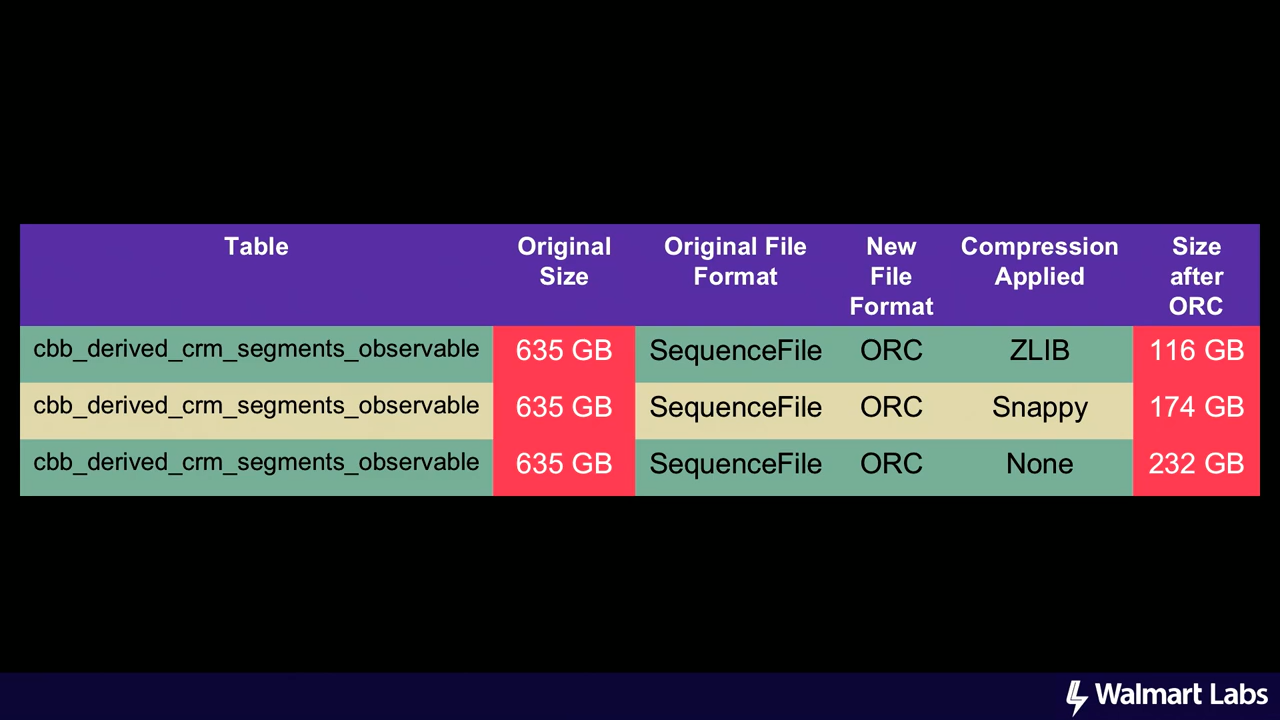 Table Original Size Original File Format New File Format Compression Applied Size after ORC
cbb_derived_crm_segments_observable 635 GB SequenceFile ORC ZLIB 116 GB
cbb_derived_crm_segments_observable 635 GB SequenceFile ORC Snappy 174 GB
cbb_derived_crm_segments_observable 635 GB SequenceFile ORC None 232 GB
Walmart Labs